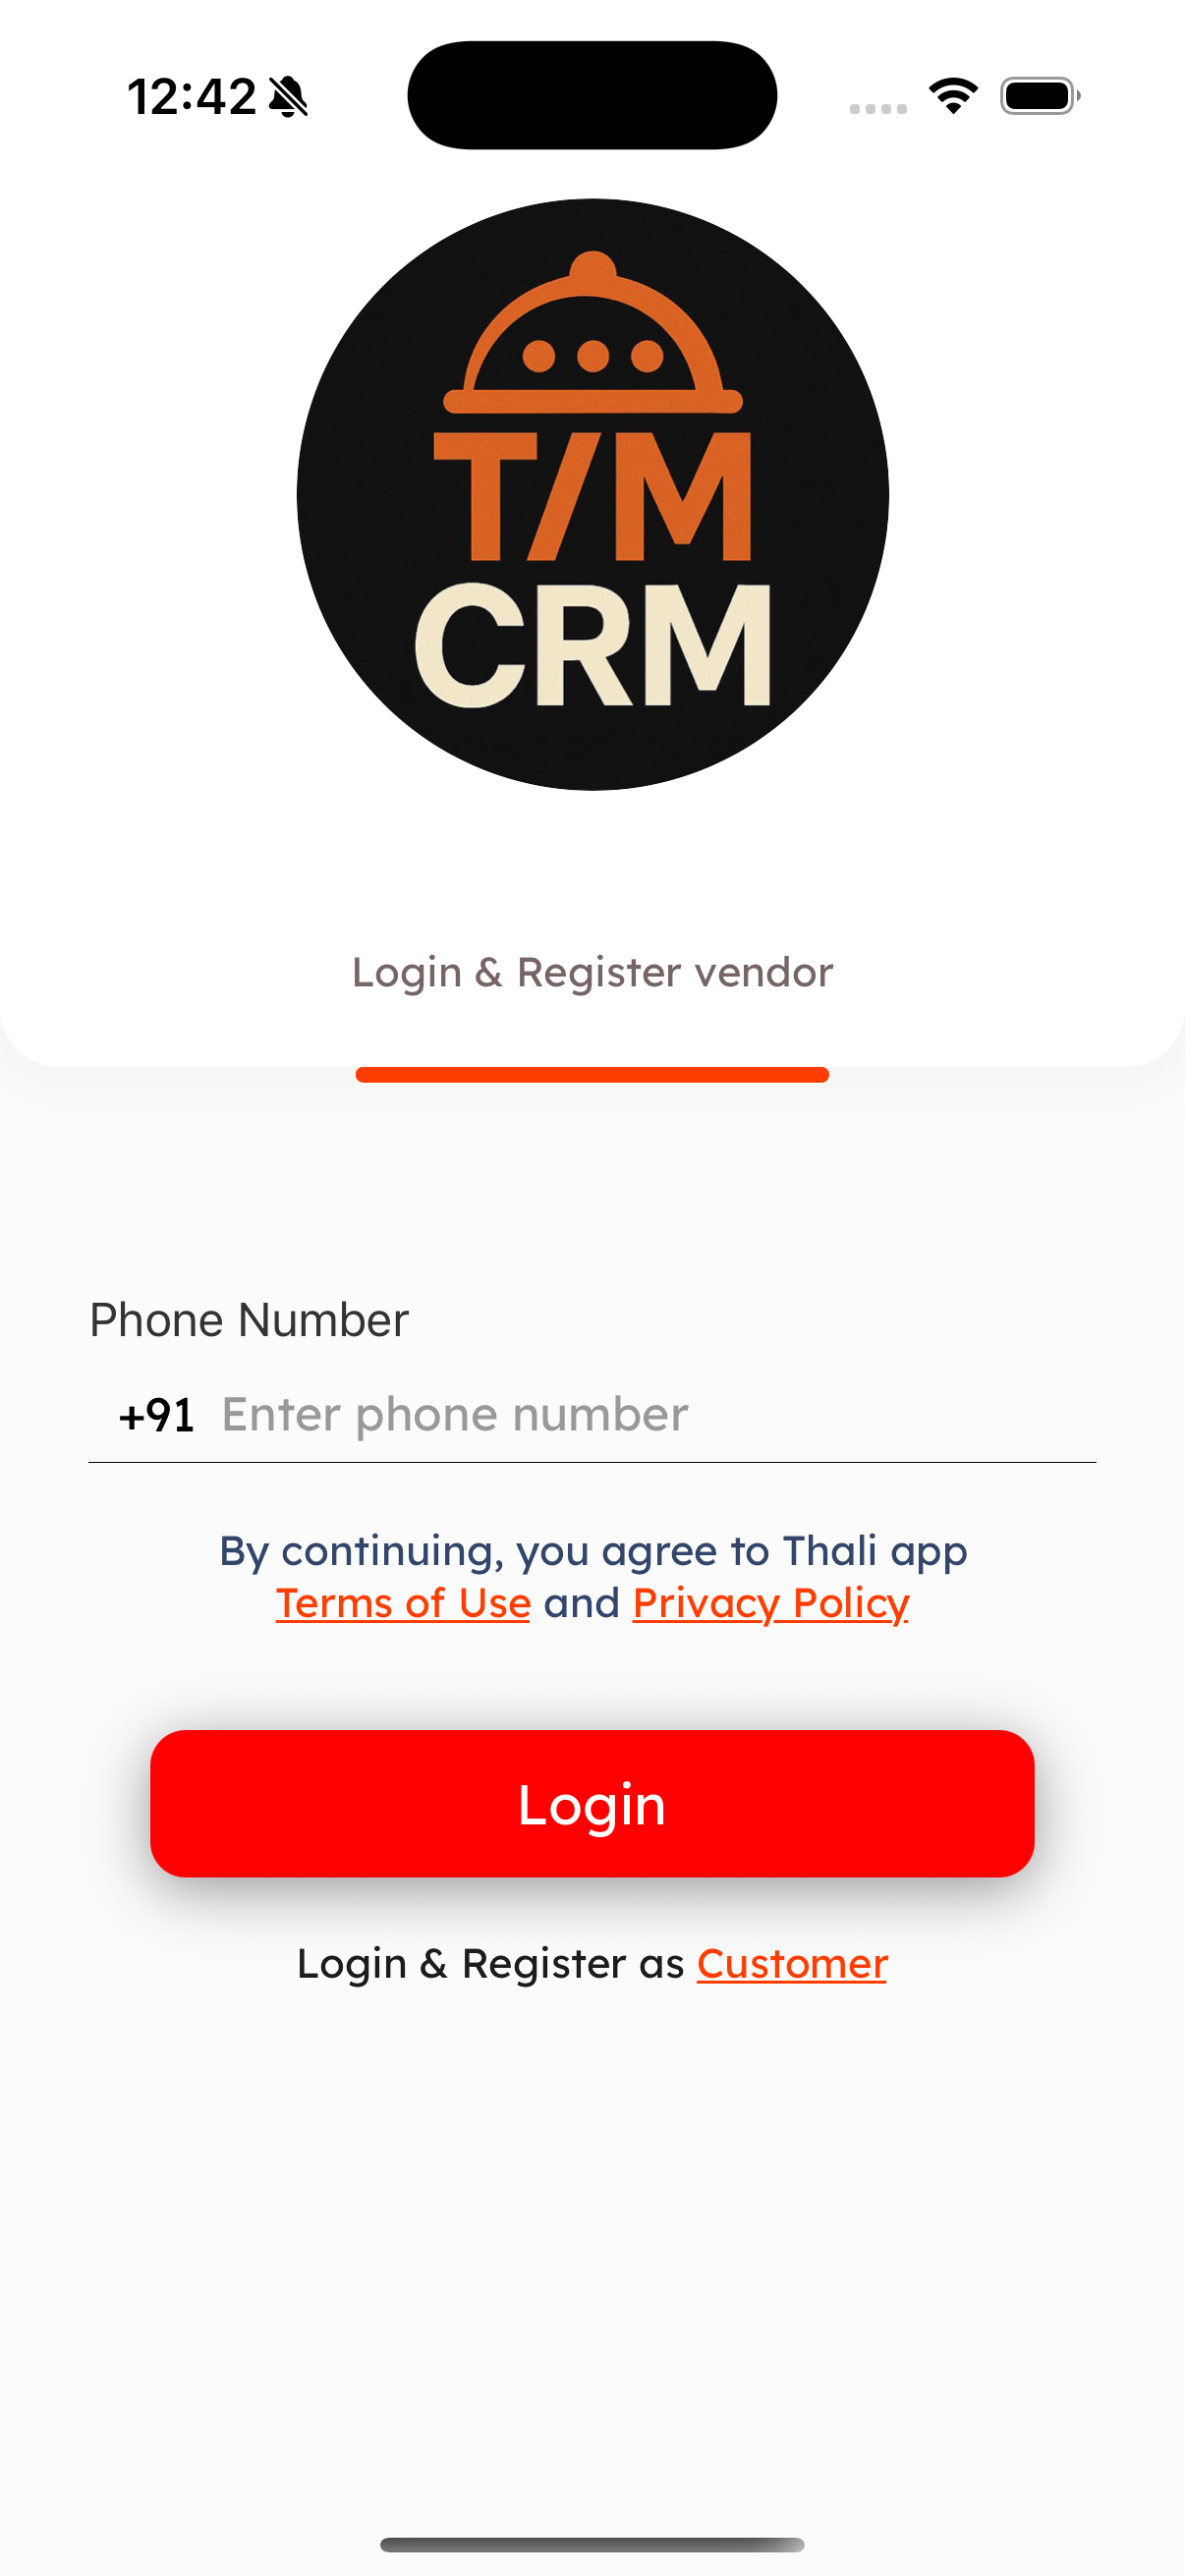 12:42
T/M
CRM
Login & Register vendor
Phone Number
+91 Enter phone number
By continuing, you agree to Thali app
Terms of Use and Privacy Policy
Login
Login & Register as Customer